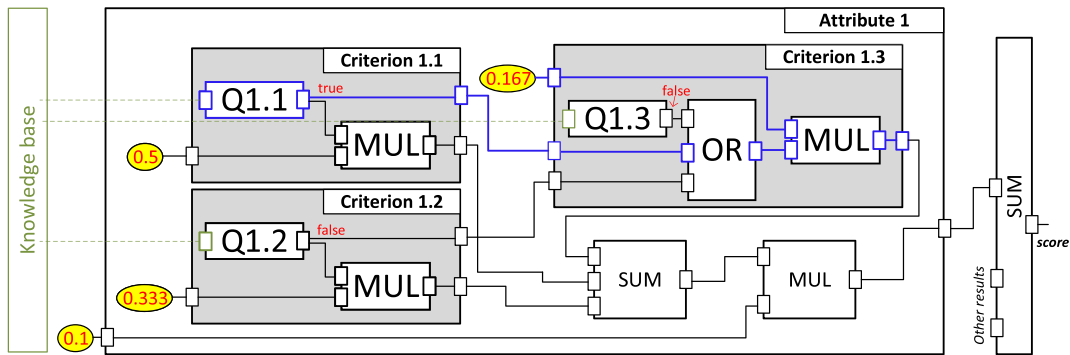 Attribute 1
Knowledge base
Criterion 1.1
Q1.1
true
MUL
0.5
Criterion 1.2
Q1.2
false
MUL
0.333
0.1
0.167
Criterion 1.3
Q1.3
false
OR
MUL
SUM
MUL
SUM
score
Other results